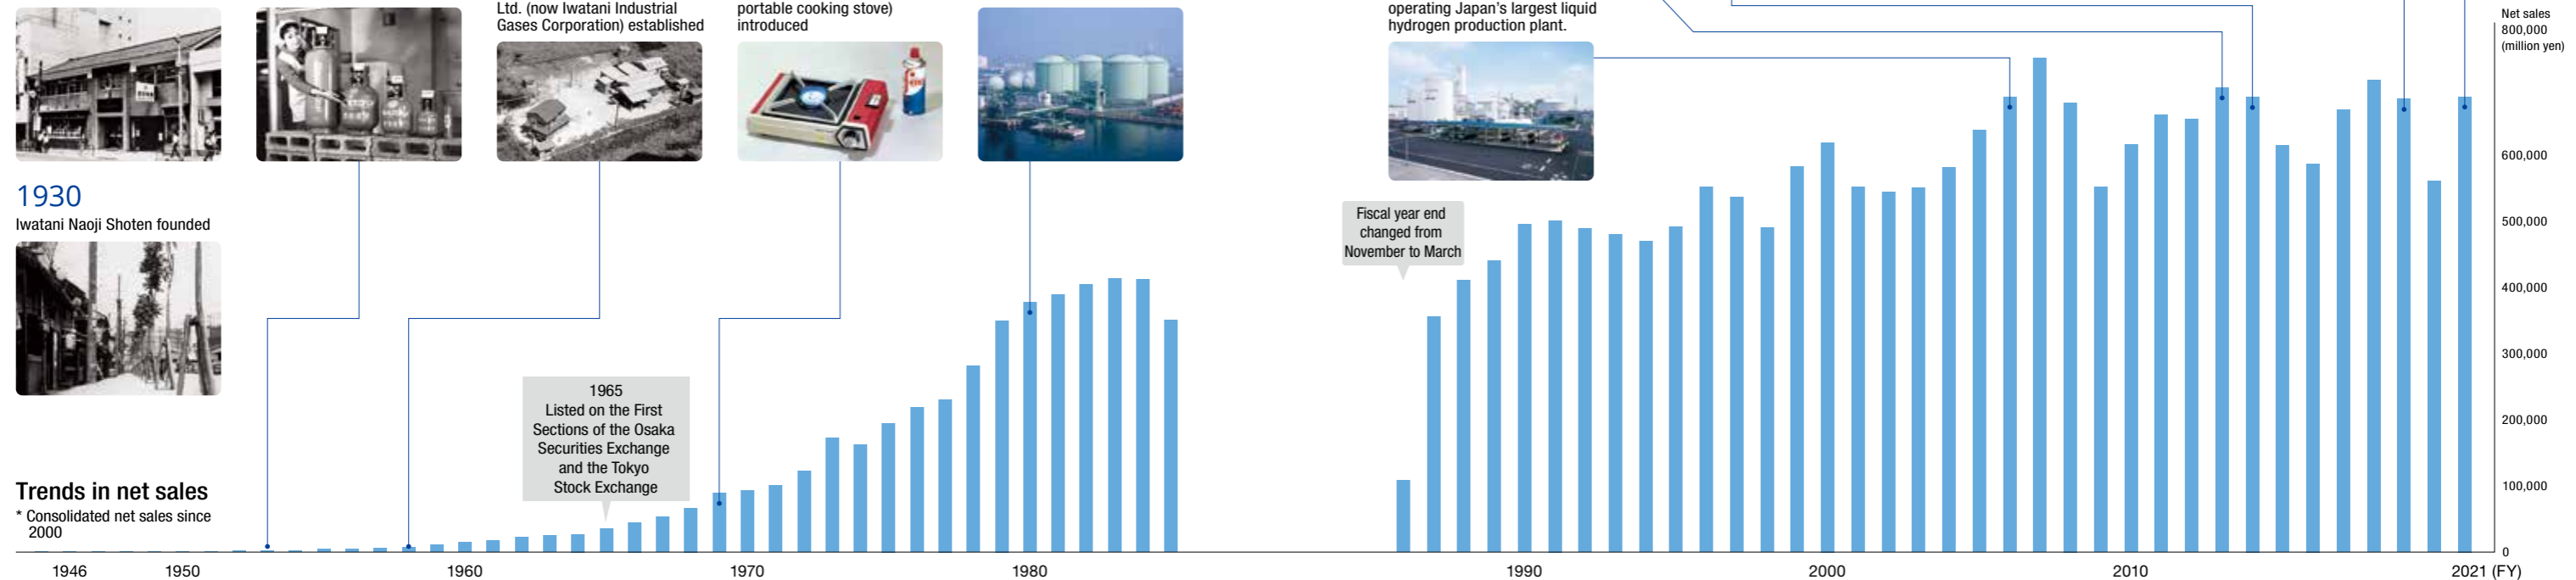 Ltd. (now Iwatani Industrial
Gases Corporation) established
portable cooking stove)
introduced
operating Japan's largest liquid
hydrogen production plant.
1930
Iwatani Naoji Shoten founded
1965
Listed on the First
Sections of the Osaka
Securities Exchange
and the Tokyo
Stock Exchange
Fiscal year end
changed from
November to March
Trends in net sales
* Consolidated net sales since
2000
Net sales
800,000
(million yen)
600,000
500,000
400,000
300,000
200,000
100,000
0
1946
1950
1960
1970
1980
1990
2000
2010
2021 (FY)